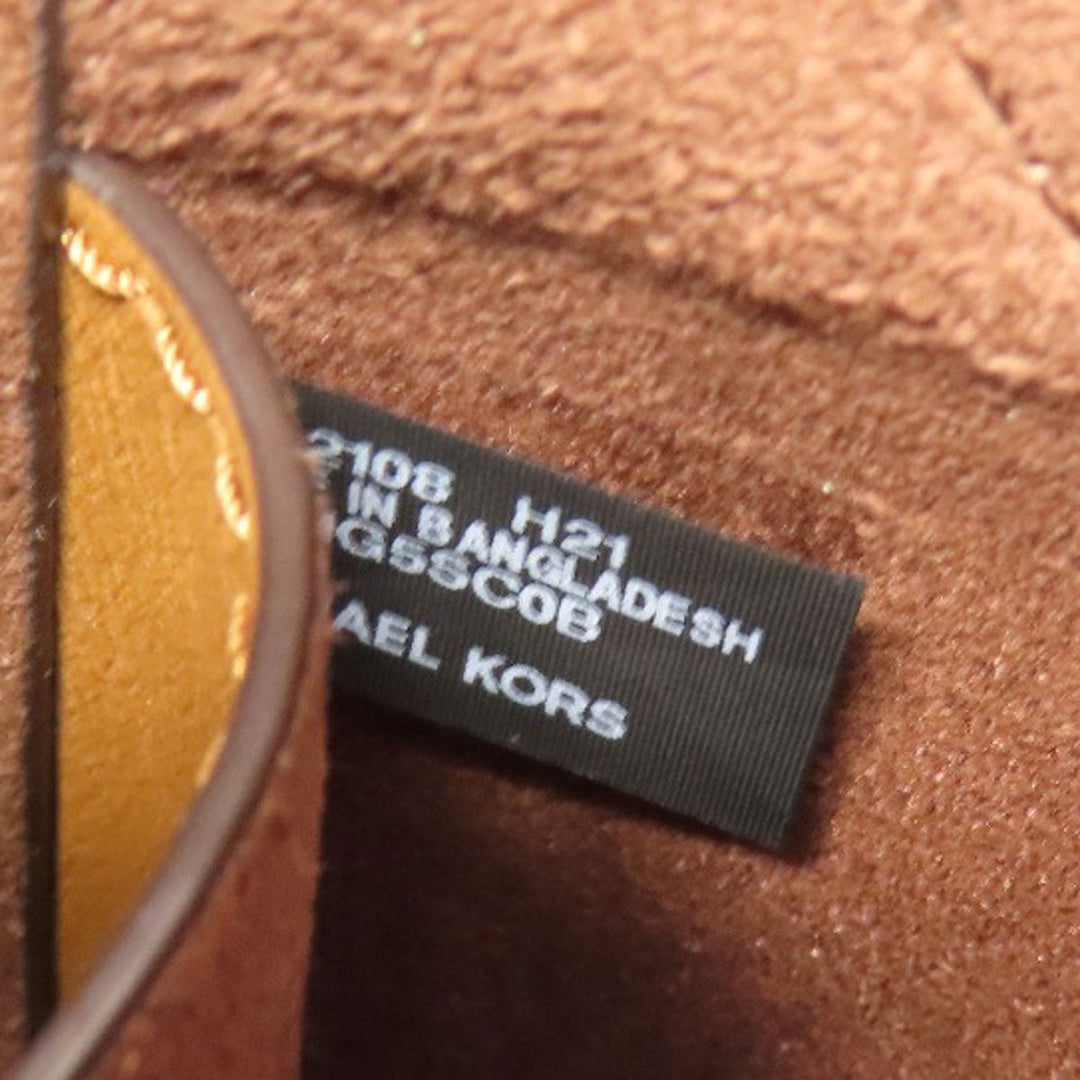 2108 H21
IN BANGLADESH
G5SC0B
AEL KORS